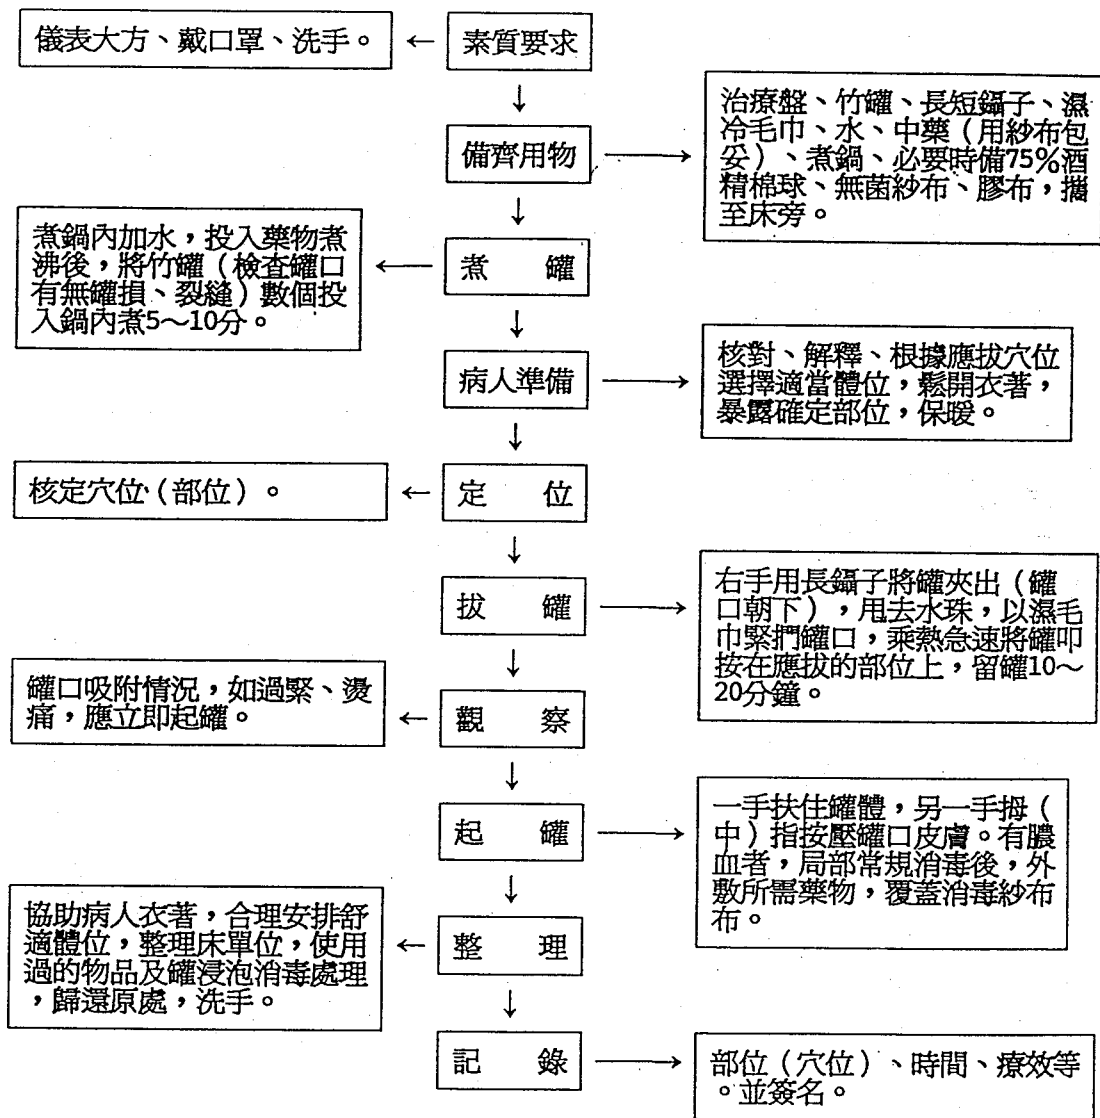 素質要求
儀表大方、戴口罩、洗手。
備齊用物
治療盤、竹罐、長短鑷子、濕
冷毛巾、水、中藥(用紗布包
妥)、煮鍋、必要時備75%酒
精棉球、無菌紗布、膠布,攜
至床旁。
煮 罐
煮鍋內加水,投入藥物煮
沸後,將竹罐(檢查罐口
有無罐損、裂縫)數個投
入鍋內煮5~10分。
病人準備
核對、解釋、根據應拔穴位
選擇適當體位,鬆開衣著,
暴露確定部位,保暖。
定 位
核定穴位(部位)。
拔 罐
右手用長鑷子將罐夾出(罐
口朝下),甩去水珠,以濕毛
巾緊捫罐口,乘熱急速將罐叩
按在應拔的部位上,留罐10~
20分鐘。
觀 察
罐口吸附情況,如過緊、燙
痛,應立即起罐。
起 罐
一手扶住罐體,另一手拇(
中)指按壓罐口皮膚。有膿
血者,局部常規消毒後,外
敷所需藥物,覆蓋消毒紗布
布。
整 理
協助病人衣著,合理安排舒
適體位,整理床單位,使用
過的物品及罐浸泡消毒處理
,歸還原處,洗手。
記 錄
部位(穴位)、時間、療效等
。並簽名。